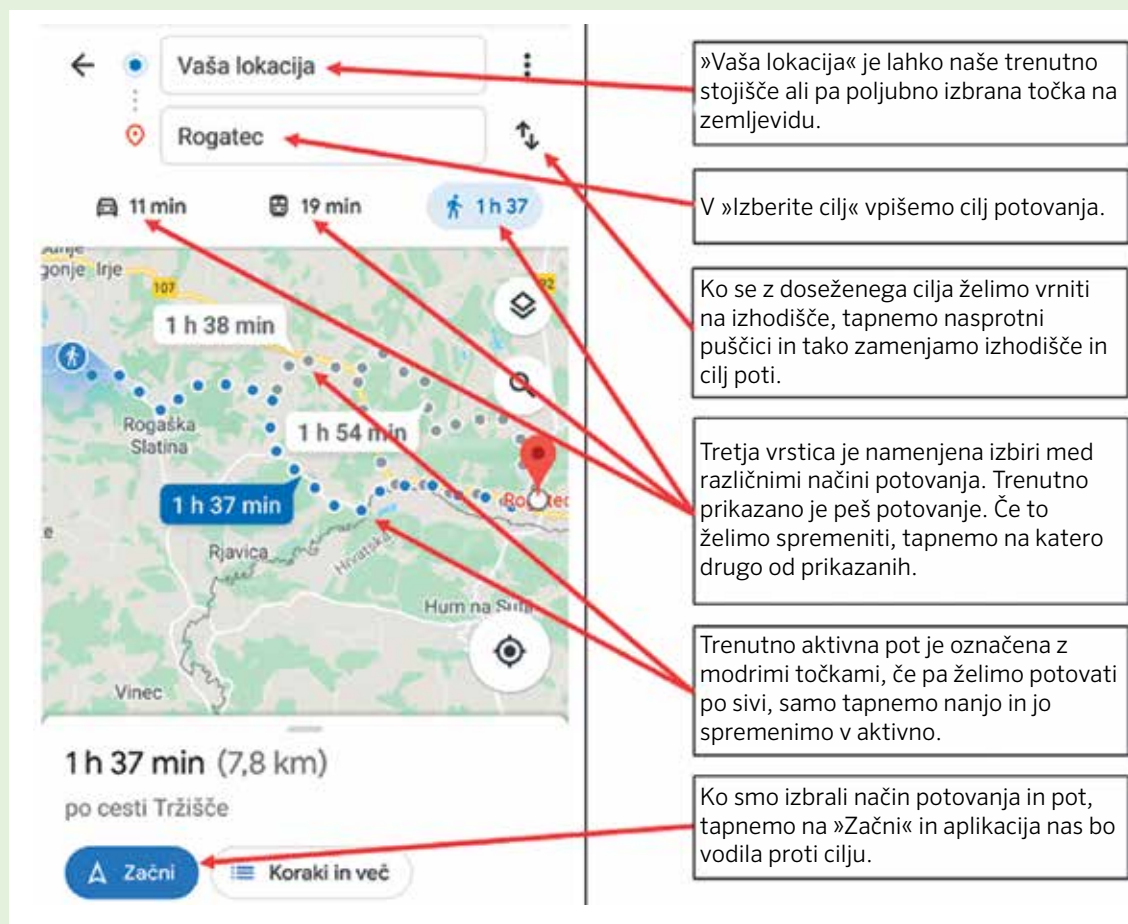 Vaša lokacija
Rogatec
11 min
19 min
1 h 37
gonje Irje
107
92
1 h 38 min
Rogaška
Slatina
1 h 54 min
1 h 37 min
Rogatec
Rjavica
Hrvatska
Hum na Sutli
Vinec
1 h 37 min (7,8 km)
po cesti Tržišče
Začni
Koraki in več
»Vaša lokacija« je lahko naše trenutno
stojišče ali pa poljubno izbrana točka na
zemljevidu.
V »Izberite cilj« vpišemo cilj potovanja.
Ko se z doseženega cilja želimo vrniti
na izhodišče, tapnemo nasprotni
puščici in tako zamenjamo izhodišče in
cilj poti.
Tretja vrstica je namenjena izbiri med
različnimi načini potovanja. Trenutno
prikazano je peš potovanje. Če to
želimo spremeniti, tapnemo na katero
drugo od prikazanih.
Trenutno aktivna pot je označena z
modrimi točkami, če pa želimo potovati
po sivi, samo tapnemo nanjo in jo
spremenimo v aktivno.
Ko smo izbrali način potovanja in pot,
tapnemo na »Začni« in aplikacija nas bo
vodila proti cilju.